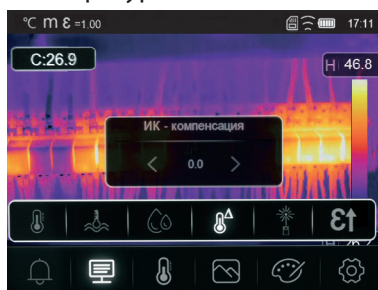 °C m ε =1.00 17:11
C:26.9
H 46.8
ИК - компенсация
< 0.0 >
Ɛ↑